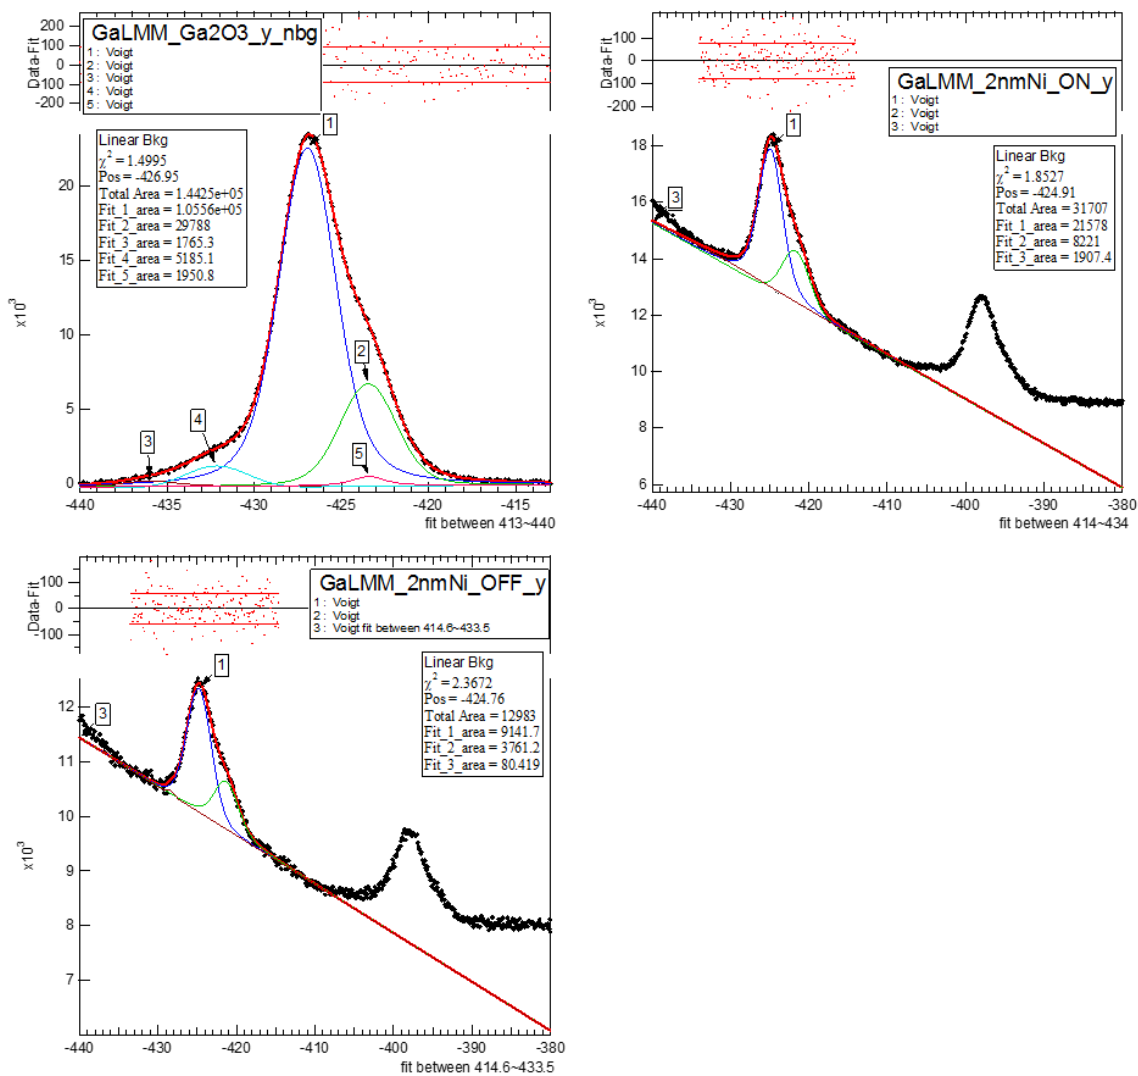 GaLMM_Ga2O3_y_nbg
1 : Voigt
2 : Voigt
3 : Voigt
4 : Voigt
5 : Voigt
Data-Fit
200
100
0
-100
-200
1
Linear Bkg
χ² = 1.4995
Pos = -426.95
Total Area = 1.4425e+05
Fit_1_area = 1.0556e+05
Fit_2_area = 29788
Fit_3_area = 1765.3
Fit_4_area = 5185.1
Fit_5_area = 1950.8
x10³
20
15
10
5
0
2
3
4
5
-440 -435 -430 -425 -420 -415
fit between 413~440
GaLMM_2nmNi_ON_y
1 : Voigt
2 : Voigt
3 : Voigt
Data-Fit
100
0
-100
-200
1
3
Linear Bkg
χ² = 1.8527
Pos = -424.91
Total Area = 31707
Fit_1_area = 21578
Fit_2_area = 8221
Fit_3_area = 1907.4
x10³
18
16
14
12
10
8
6
-440 -430 -420 -410 -400 -390 -380
fit between 414~434
GaLMM_2nmNi_OFF_y
1 : Voigt
2 : Voigt
3 : Voigt fit between 414.6~433.5
Data-Fit
100
0
-100
1
3
Linear Bkg
χ² = 2.3672
Pos = -424.76
Total Area = 12983
Fit_1_area = 9141.7
Fit_2_area = 3761.2
Fit_3_area = 80.419
x10³
12
11
10
9
8
7
-440 -430 -420 -410 -400 -390 -380
fit between 414.6~433.5